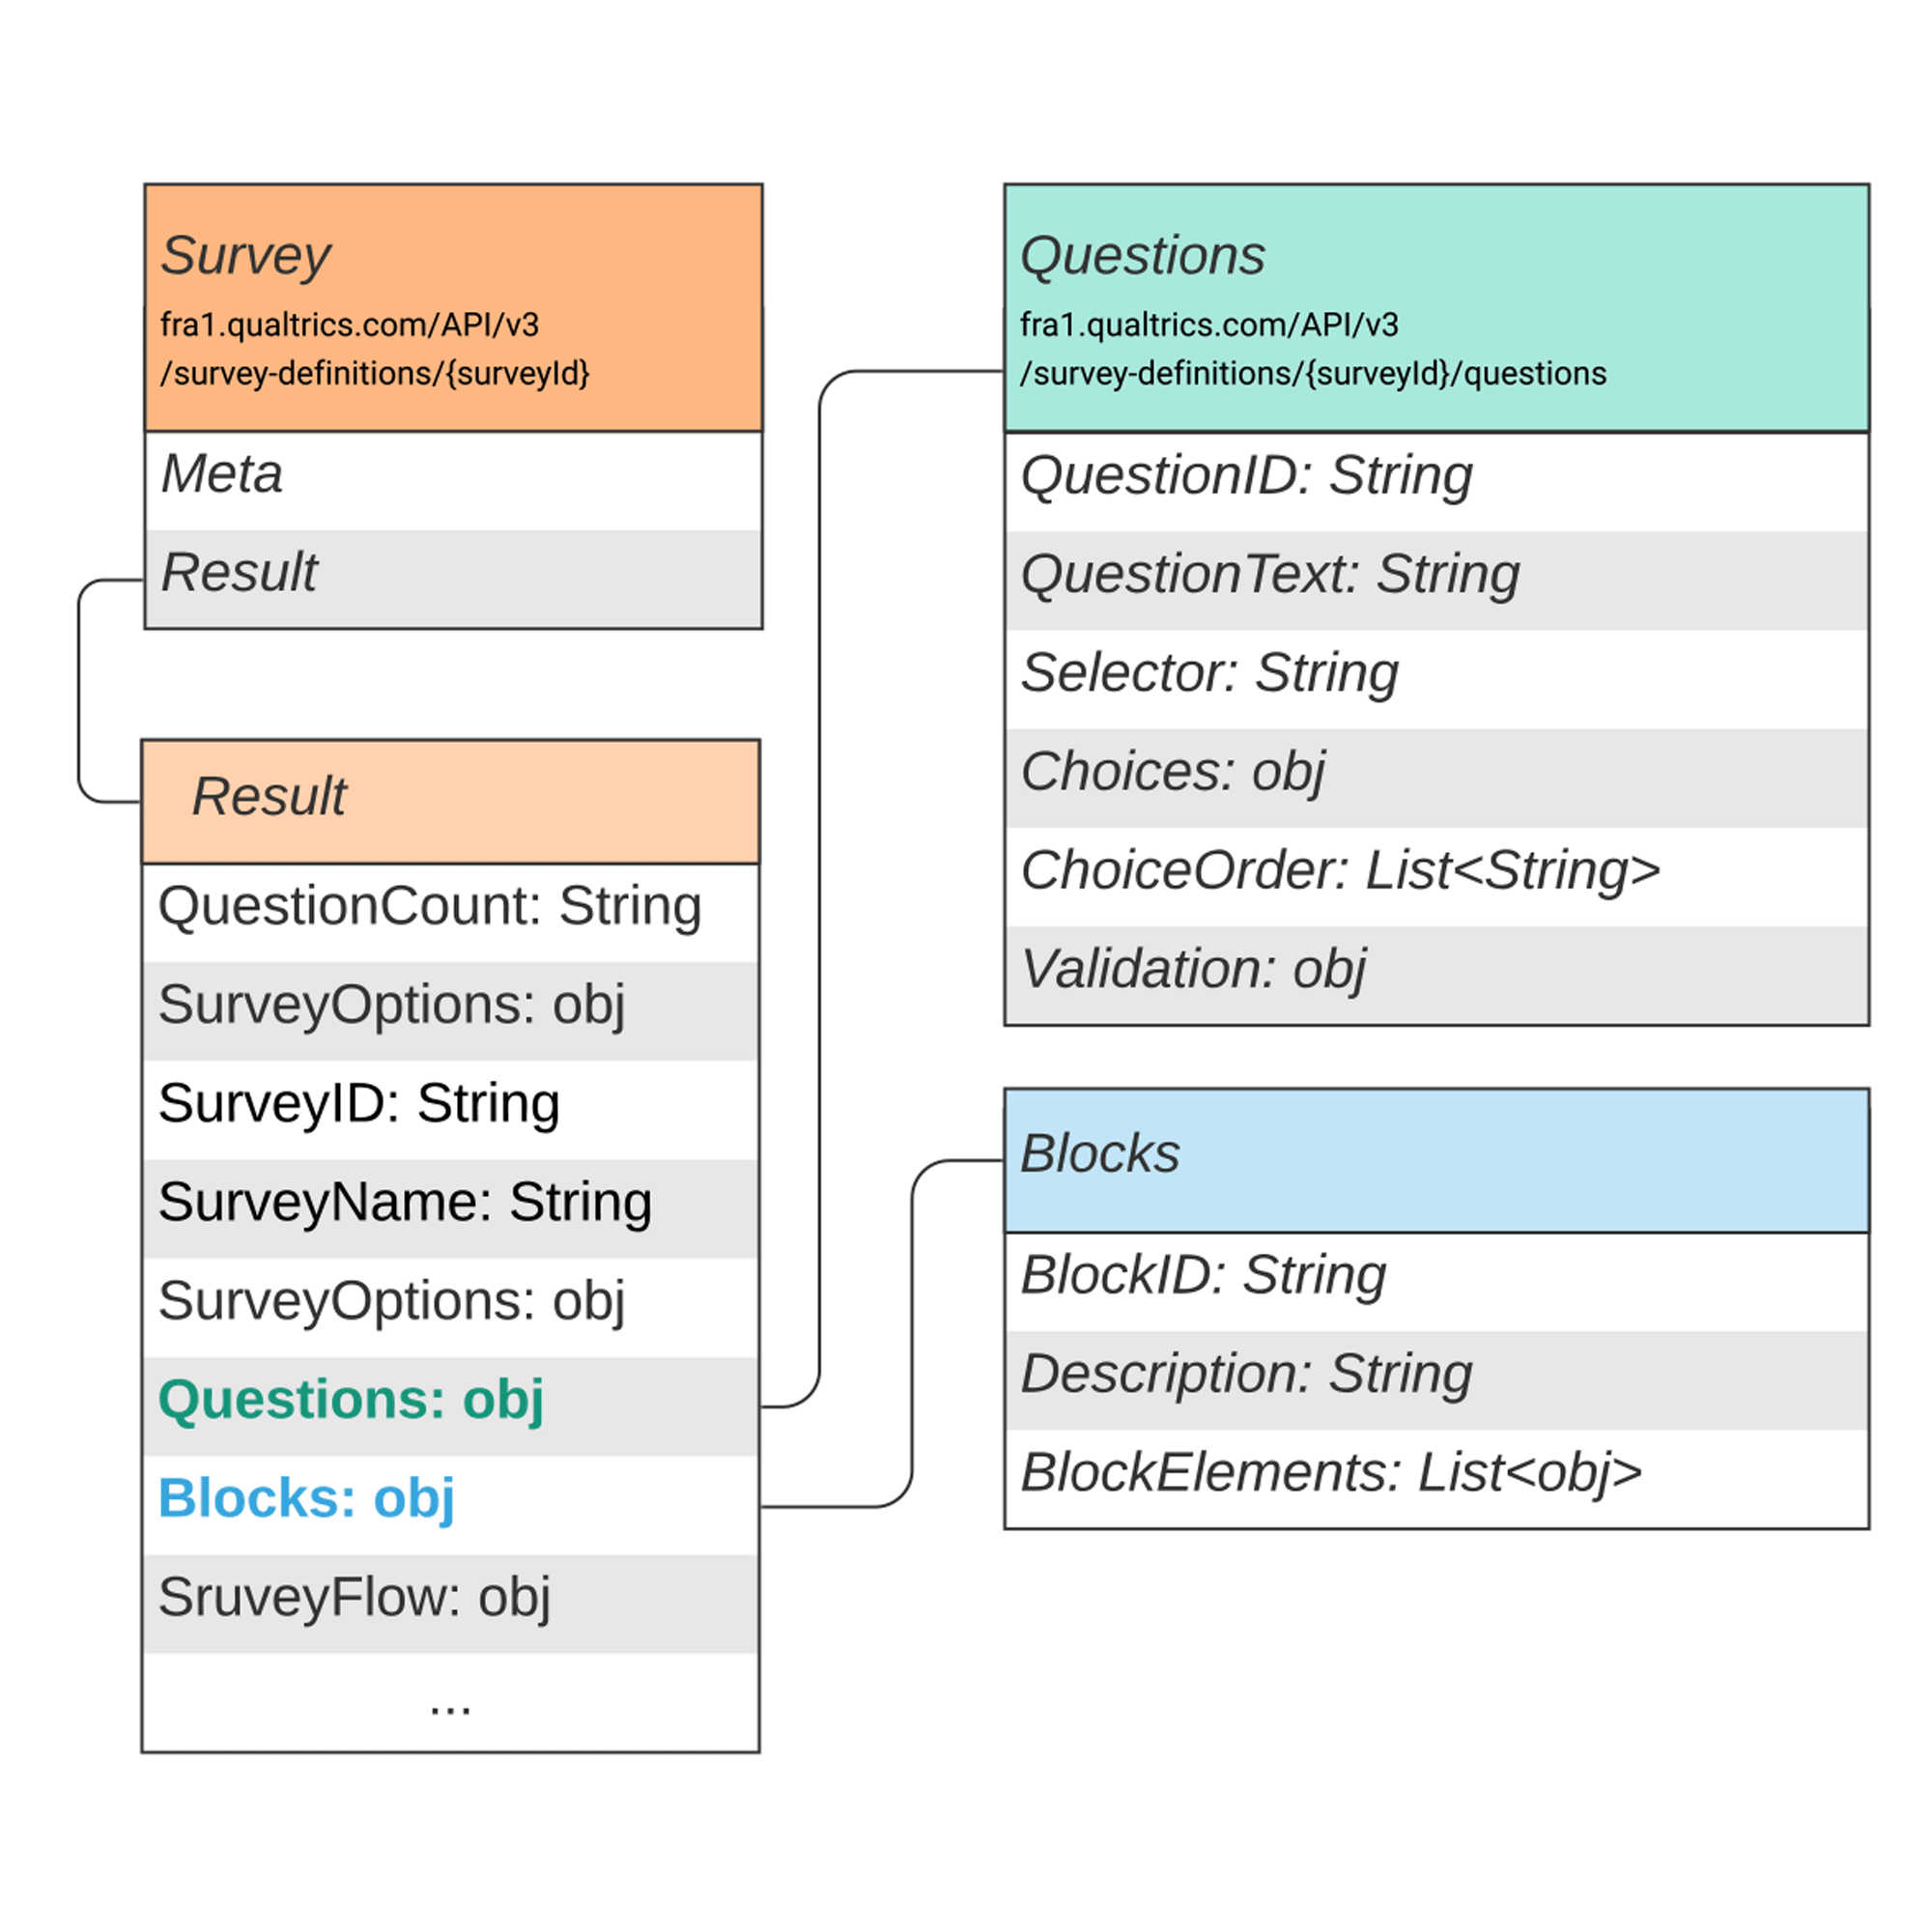 Survey
fra1.qualtrics.com/API/v3
/survey-definitions/{surveyId}
Meta
Result
Result
QuestionCount: String
SurveyOptions: obj
SurveyID: String
SurveyName: String
SurveyOptions: obj
Questions: obj
Blocks: obj
SruveyFlow: obj
...
Questions
fra1.qualtrics.com/API/v3
/survey-definitions/{surveyId}/questions
QuestionID: String
QuestionText: String
Selector: String
Choices: obj
ChoiceOrder: List<String>
Validation: obj
Blocks
BlockID: String
Description: String
BlockElements: List<obj>